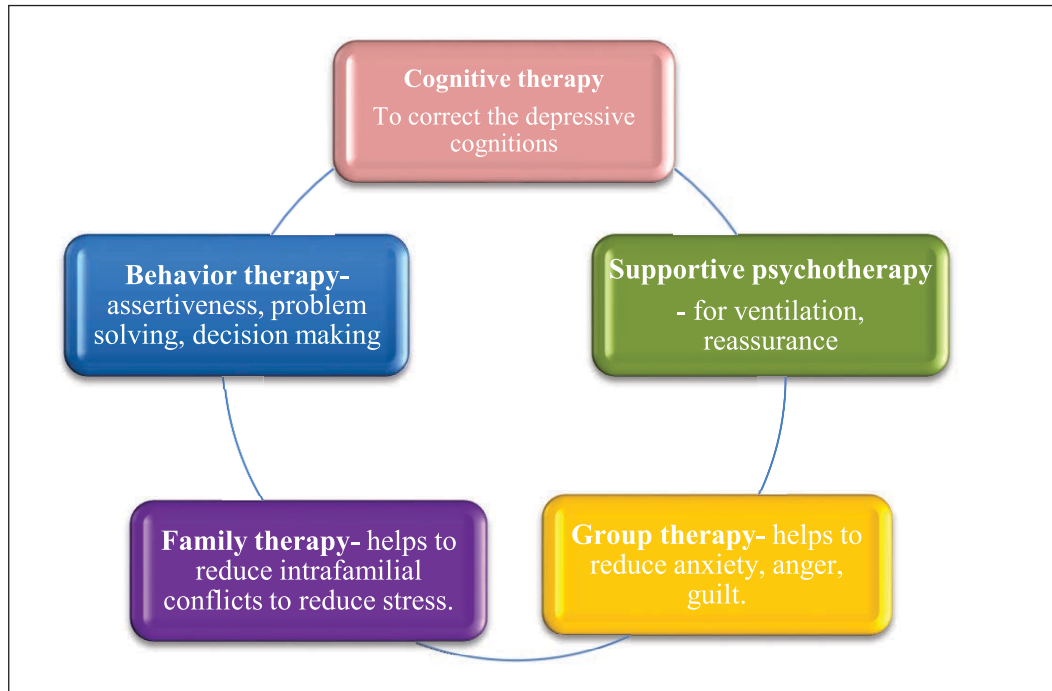 Cognitive therapy
To correct the depressive
cognitions
Supportive psychotherapy
- for ventilation,
reassurance
Group therapy- helps to
reduce anxiety, anger,
guilt.
Family therapy- helps to
reduce intrafamilial
conflicts to reduce stress.
Behavior therapy-
assertiveness, problem
solving, decision making